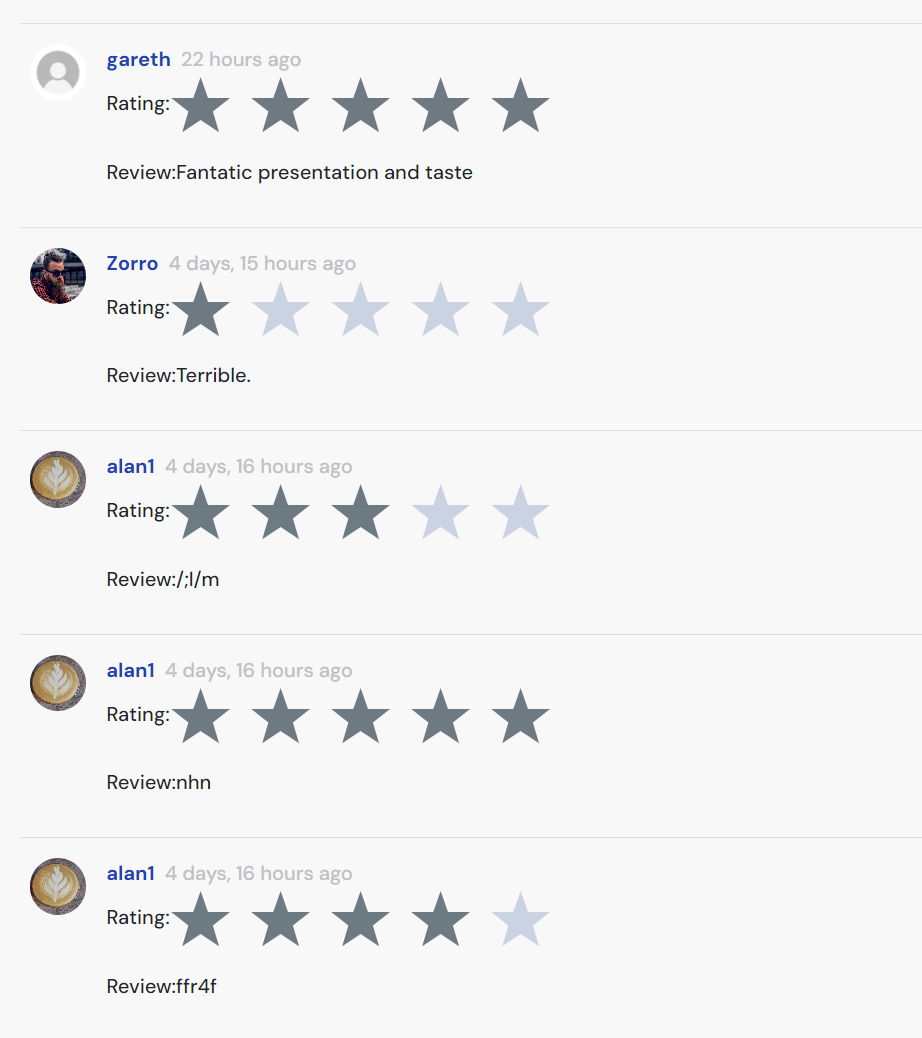 gareth 22 hours ago
Rating:
Review:Fantatic presentation and taste
Zorro 4 days, 15 hours ago
Rating:
Review:Terrible.
alan1 4 days, 16 hours ago
Rating:
Review:/;l/m
alan1 4 days, 16 hours ago
Rating:
Review:nhn
alan1 4 days, 16 hours ago
Rating:
Review:ffr4f